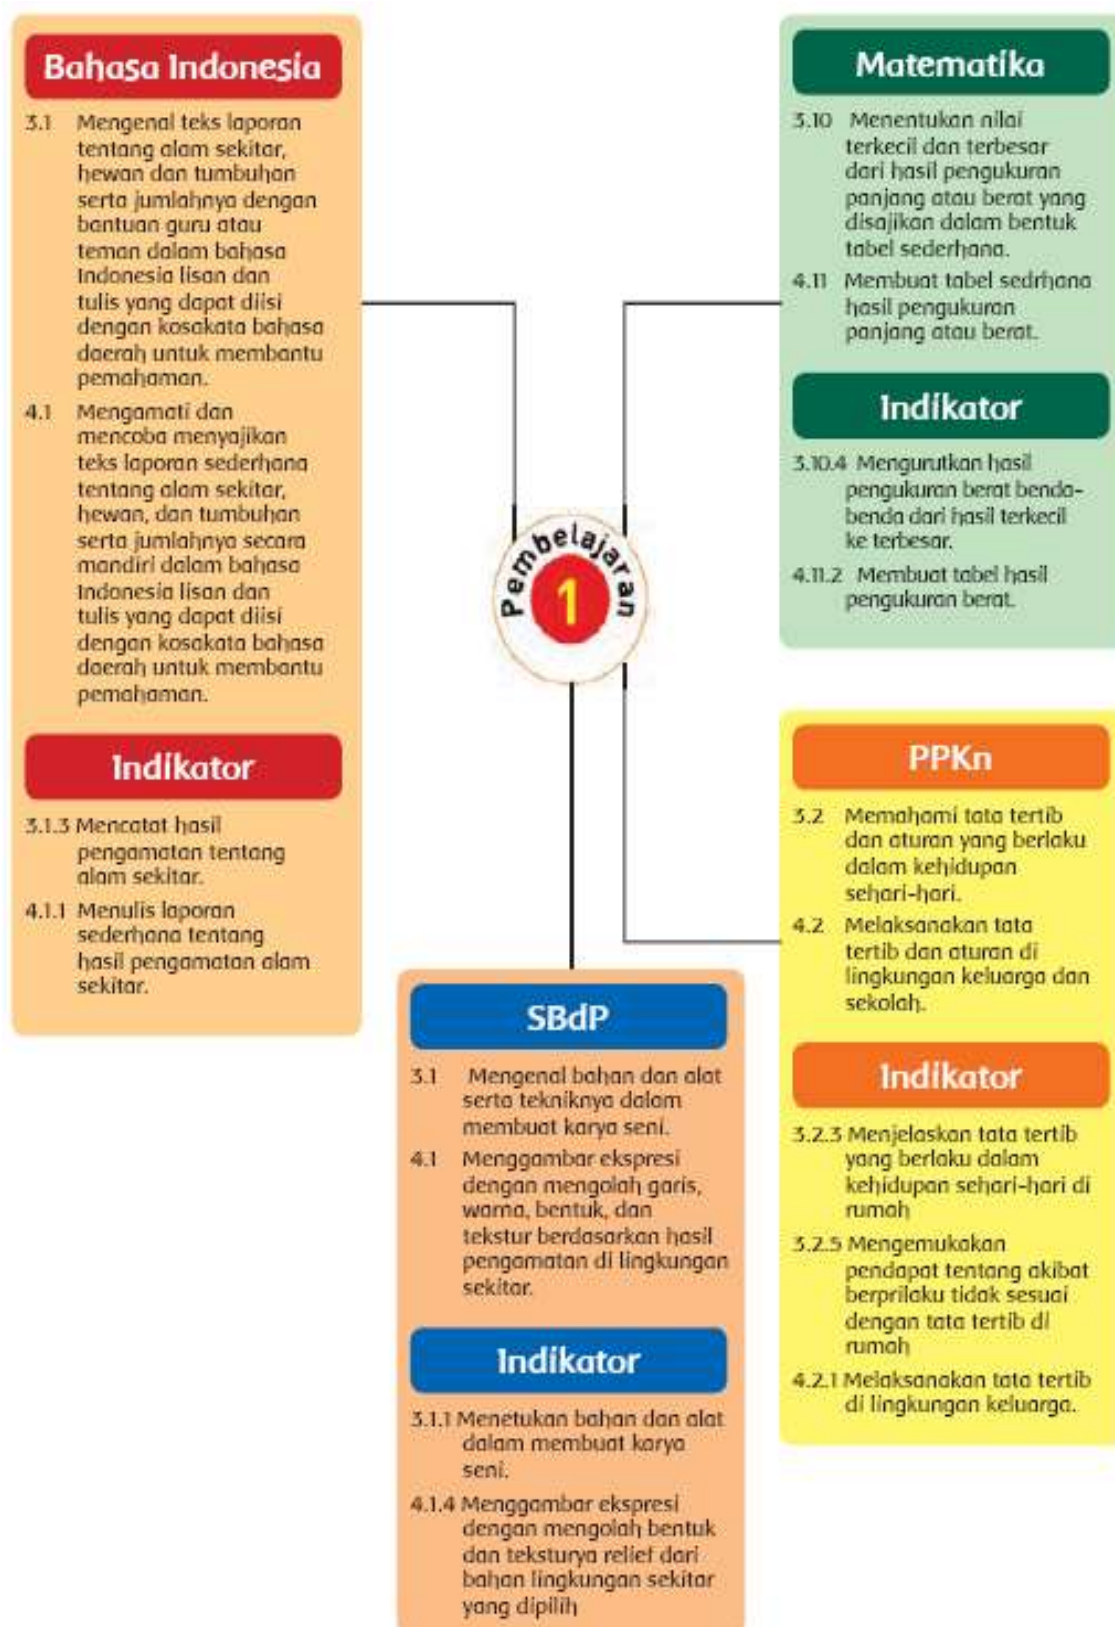 Bahasa Indonesia
3.1 Mengenal teks laporan
tentang alam sekitar,
hewan dan tumbuhan
serta jumlahnya dengan
bantuan guru atau
teman dalam bahasa
Indonesia lisan dan
tulis yang dapat diisi
dengan kosakata bahasa
daerah untuk membantu
pemahaman.
4.1 Mengamati dan
mencoba menyajikan
teks laporan sederhana
tentang alam sekitar,
hewan, dan tumbuhan
serta jumlahnya secara
mandiri dalam bahasa
Indonesia lisan dan
tulis yang dapat diisi
dengan kosakata bahasa
daerah untuk membantu
pemahaman.
Indikator
3.1.3 Mencatat hasil
pengamatan tentang
alam sekitar.
4.1.1 Menulis laporan
sederhana tentang
hasil pengamatan alam
sekitar.
Matematika
3.10 Menentukan nilai
terkecil dan terbesar
dari hasil pengukuran
panjang atau berat yang
disajikan dalam bentuk
tabel sederhana.
4.11 Membuat tabel sedrhana
hasil pengukuran
panjang atau berat.
Indikator
3.10.4 Mengurutkan hasil
pengukuran berat benda-
benda dari hasil terkecil
ke terbesar.
4.11.2 Membuat tabel hasil
pengukuran berat.
Pembelajaran
1
PPKn
3.2 Memahami tata tertib
dan aturan yang berlaku
dalam kehidupan
sehari-hari.
4.2 Melaksanakan tata
tertib dan aturan di
lingkungan keluarga dan
sekolah.
Indikator
3.2.3 Menjelaskan tata tertib
yang berlaku dalam
kehidupan sehari-hari di
rumah
3.2.5 Mengemukakan
pendapat tentang akibat
berprilaku tidak sesuai
dengan tata tertib di
rumah
4.2.1 Melaksanakan tata tertib
di lingkungan keluarga.
SBdP
3.1 Mengenal bahan dan alat
serta tekniknya dalam
membuat karya seni.
4.1 Menggambar ekspresi
dengan mengolah garis,
warna, bentuk, dan
tekstur berdasarkan hasil
pengamatan di lingkungan
sekitar.
Indikator
3.1.1 Menetukan bahan dan alat
dalam membuat karya
seni.
4.1.4 Menggambar ekspresi
dengan mengolah bentuk
dan teksturya relief dari
bahan lingkungan sekitar
yang dipilih